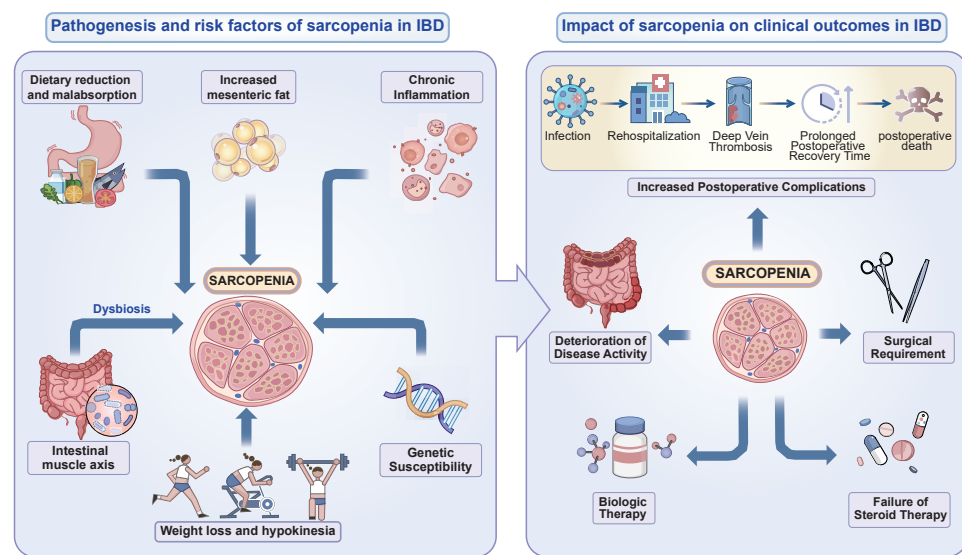 Pathogenesis and risk factors of sarcopenia in IBD
Dietary reduction
and malabsorption
Increased
mesenteric fat
Chronic
Inflammation
SARCOPENIA
Dysbiosis
Intestinal
muscle axis
Genetic
Susceptibility
Weight loss and hypokinesia
Impact of sarcopenia on clinical outcomes in IBD
Infection
Rehospitalization
Deep Vein
Thrombosis
Prolonged
Postoperative
Recovery Time
postoperative
death
Increased Postoperative Complications
SARCOPENIA
Deterioration of
Disease Activity
Surgical
Requirement
Biologic
Therapy
Failure of
Steroid Therapy